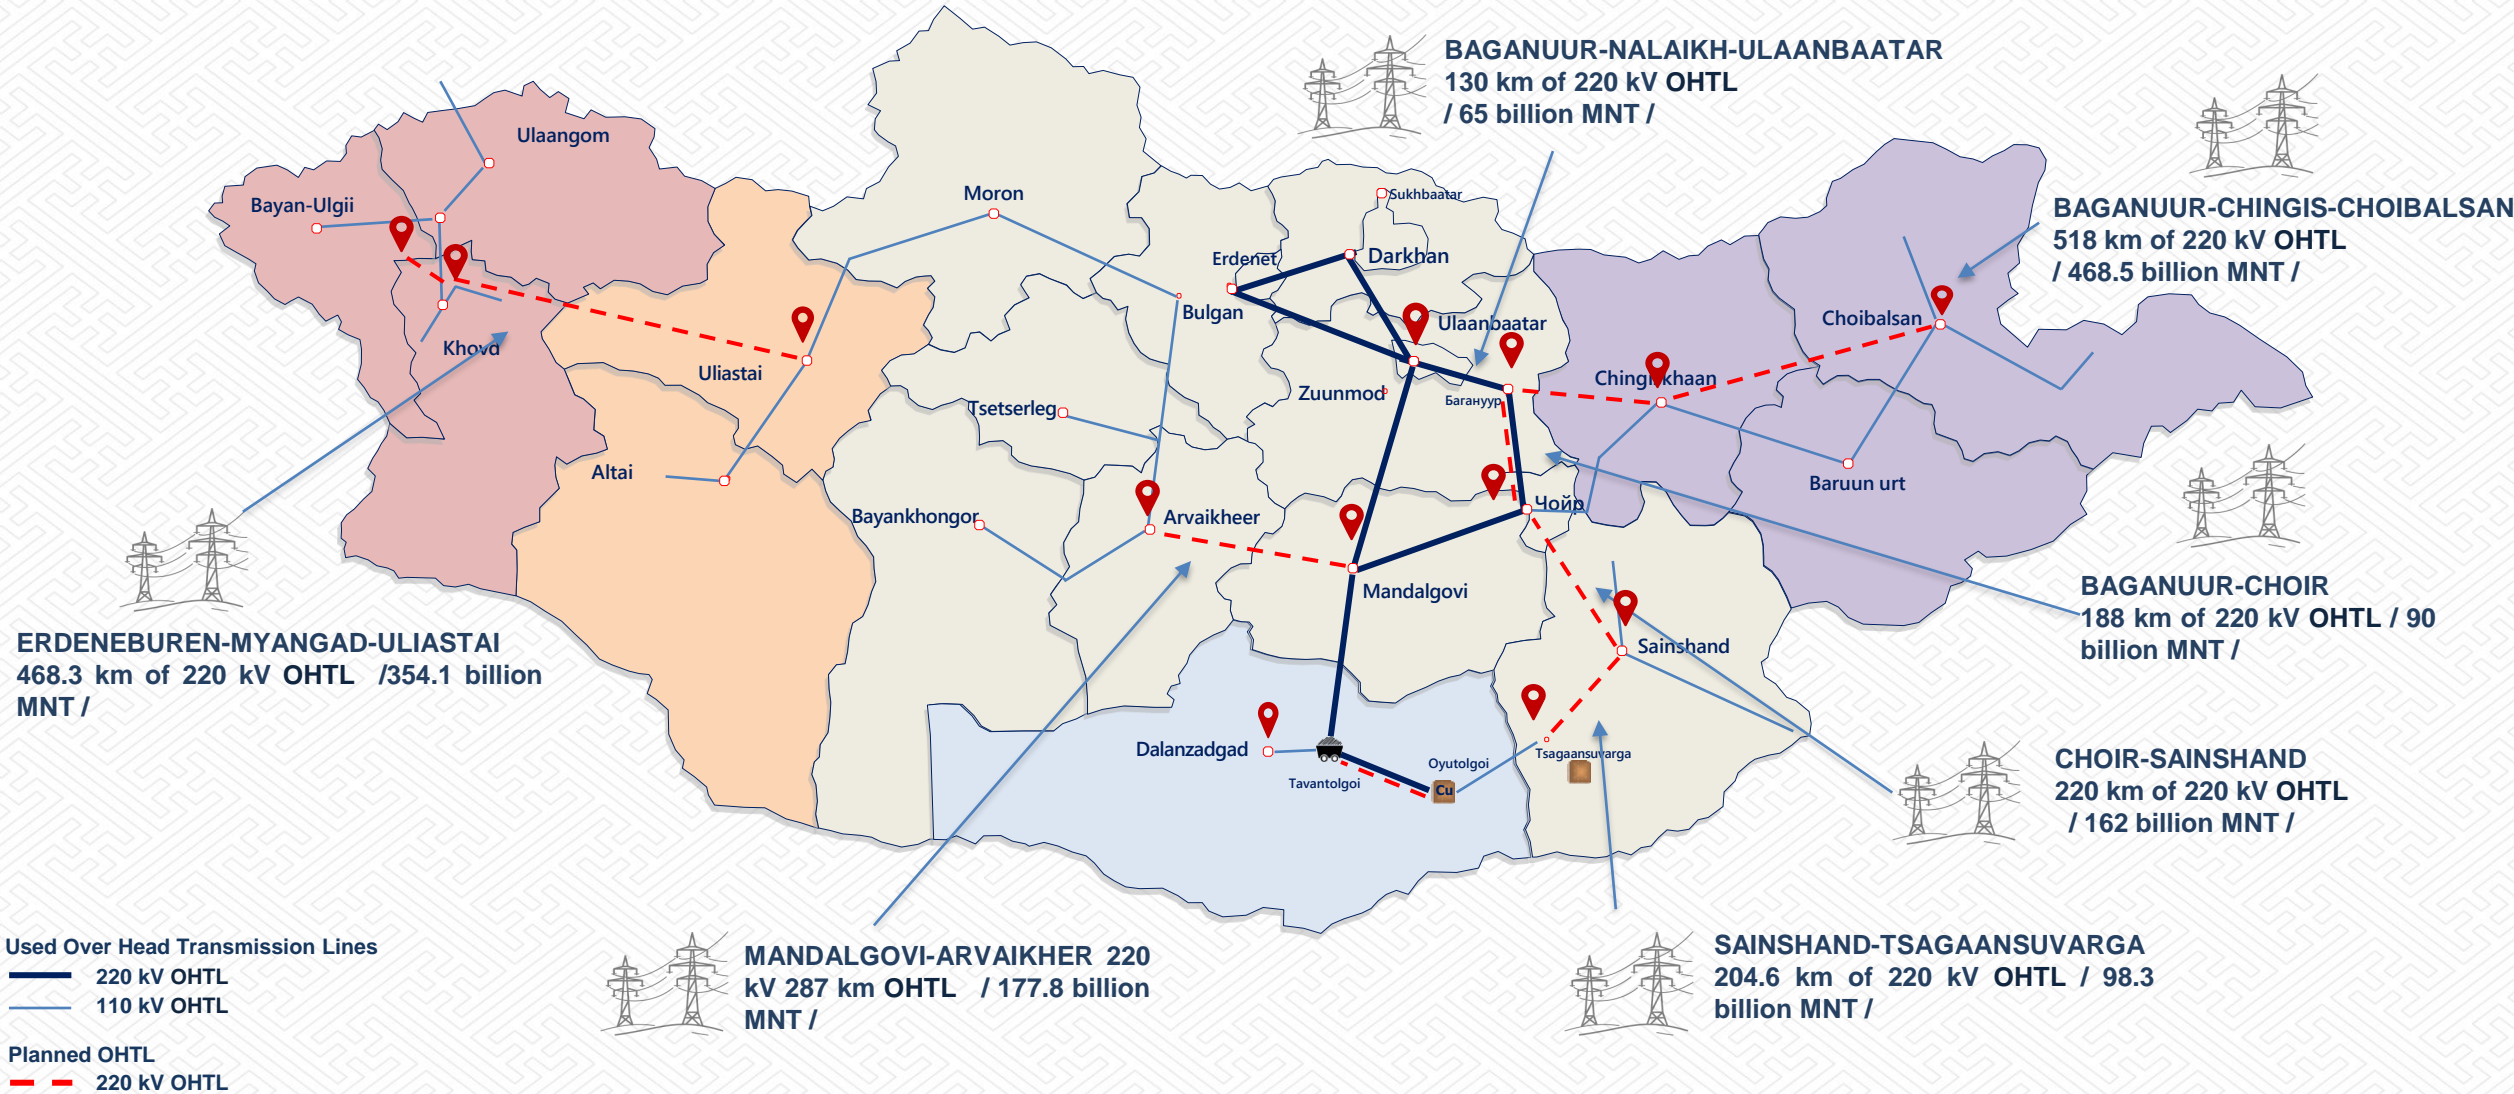 BAGANUUR-NALAIKH-ULAANBAATAR
130 km of 220 kV OHTL
/ 65 billion MNT /
BAGANUUR-CHINGIS-CHOIBALSAN
518 km of 220 kV OHTL
/ 468.5 billion MNT /
Ulaangom
Bayan-Ulgii
Moron
Sukhbaatar
Erdenet
Darkhan
Bulgan
Ulaanbaatar
Choibalsan
Khovd
Uliastai
Zuunmod
Багануур
Chingiskhaan
Tsetserleg
Altai
Baruun urt
Bayankhongor
Arvaikheer
Чойр
Mandalgovi
Sainshand
Dalanzadgad
Tavantolgoi
Oyutolgoi
Cu
Tsagaansuvarga
BAGANUUR-CHOIR
188 km of 220 kV OHTL / 90
billion MNT /
ERDENEBUREN-MYANGAD-ULIASTAI
468.3 km of 220 kV OHTL /354.1 billion
MNT /
CHOIR-SAINSHAND
220 km of 220 kV OHTL
/ 162 billion MNT /
MANDALGOVI-ARVAIKHER 220
kV 287 km OHTL / 177.8 billion
MNT /
SAINSHAND-TSAGAANSUVARGA
204.6 km of 220 kV OHTL / 98.3
billion MNT /
Used Over Head Transmission Lines
220 kV OHTL
110 kV OHTL
Planned OHTL
220 kV OHTL